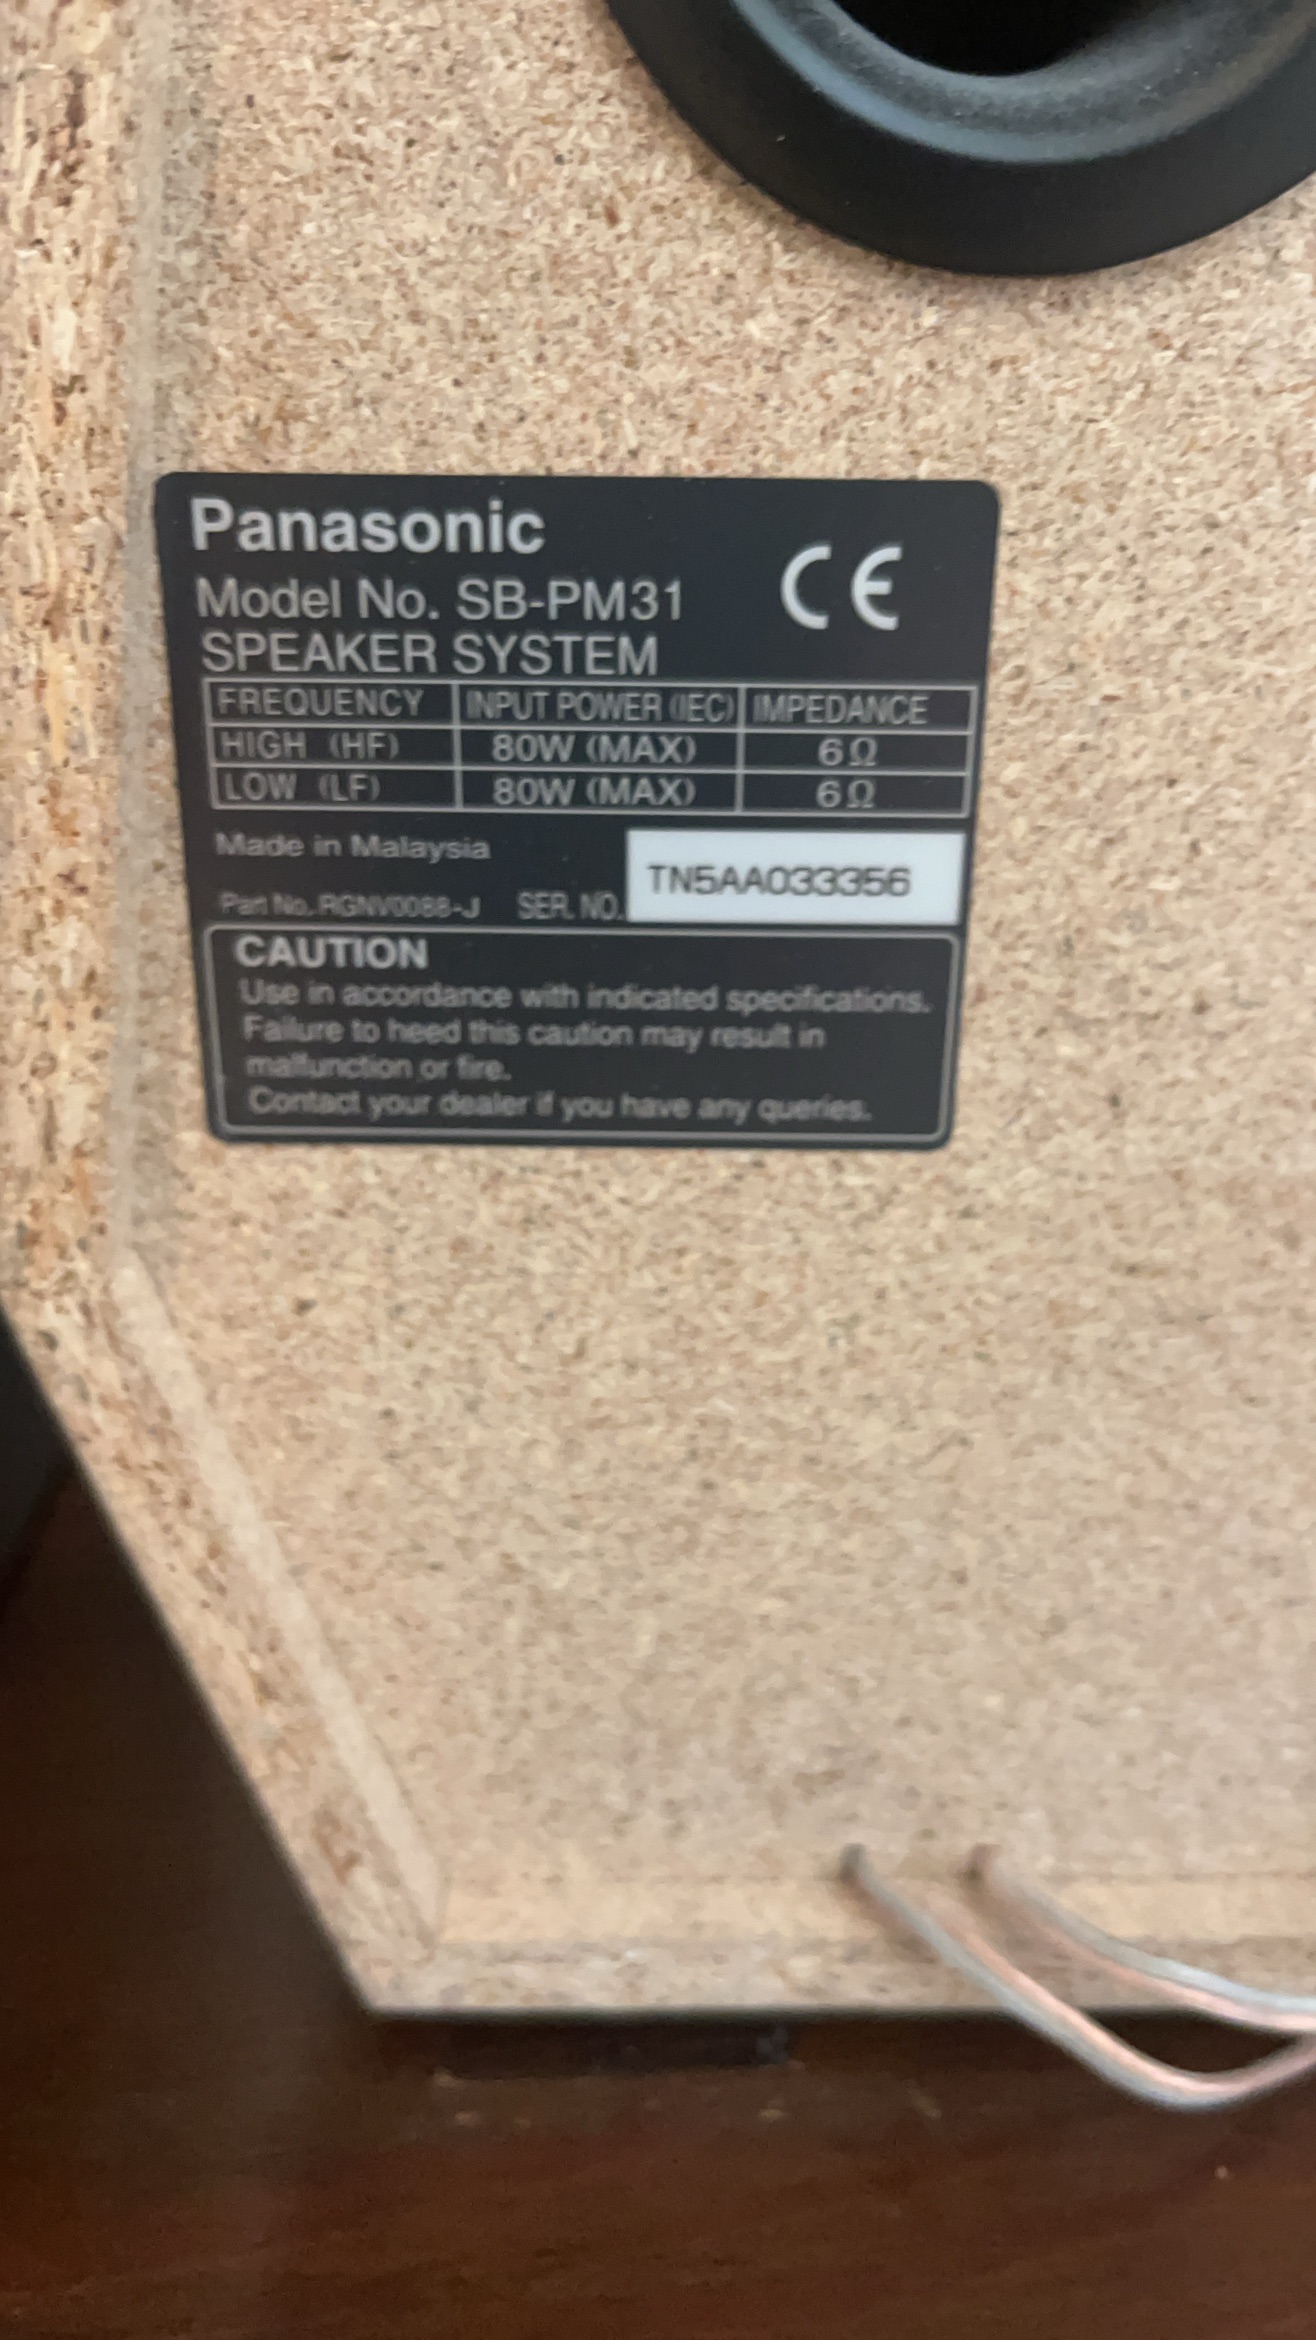 Panasonic
CE
Model No. SB-PM31
SPEAKER SYSTEM
FREQUENCY INPUT POWER (IEC) IMPEDANCE
HIGH (HF) 80W (MAX) 6Ω
LOW (LF) 80W (MAX) 6Ω
Made in Malaysia
TN5AA033356
Part No. RGNV0088-J SER. NO.
CAUTION
Use in accordance with indicated specifications.
Failure to heed this caution may result in
malfunction or fire.
Contact your dealer if you have any queries.